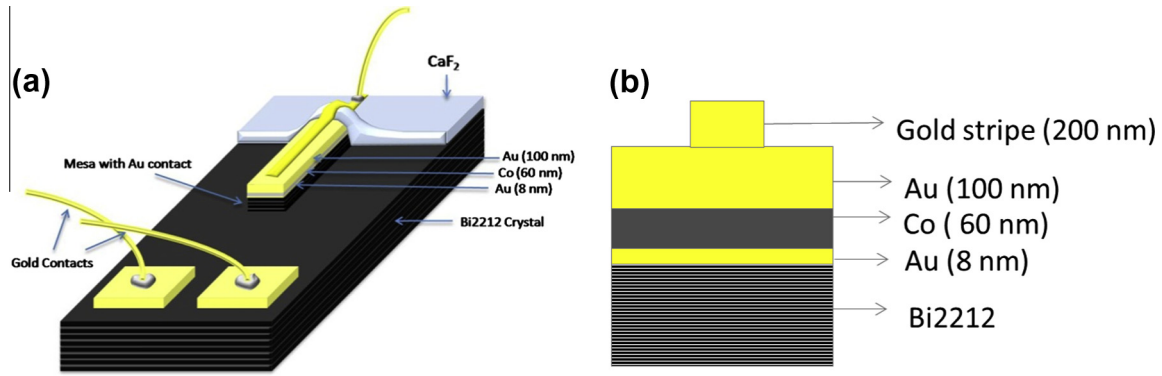 (a)
CaF2
Mesa with Au contact
Au (100 nm)
Co (60 nm)
Au (8 nm)
Bi2212 Crystal
Gold Contacts
(b)
Gold stripe (200 nm)
Au (100 nm)
Co ( 60 nm)
Au (8 nm)
Bi2212